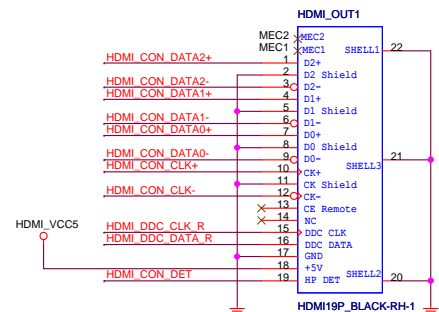 HDMI_OUT1
MEC2 MEC2
MEC1 MEC1 SHELL1 22
HDMI_CON_DATA2+ 1 D2+
2 D2 Shield
HDMI_CON_DATA2- 3 D2-
HDMI_CON_DATA1+ 4 D1+
5 D1 Shield
HDMI_CON_DATA1- 6 D1-
HDMI_CON_DATA0+ 7 D0+
8 D0 Shield
HDMI_CON_DATA0- 9 D0- SHELL3 21
HDMI_CON_CLK+ 10 CK+
11 CK Shield
HDMI_CON_CLK- 12 CK-
13 CE Remote
14 NC
HDMI_VCC5 HDMI_DDC_CLK_R 15 DDC CLK
HDMI_DDC_DATA_R 16 DDC DATA
17 GND
18 +5V
HDMI_CON_DET 19 HP DET SHELL2 20
HDMI19P_BLACK-RH-1